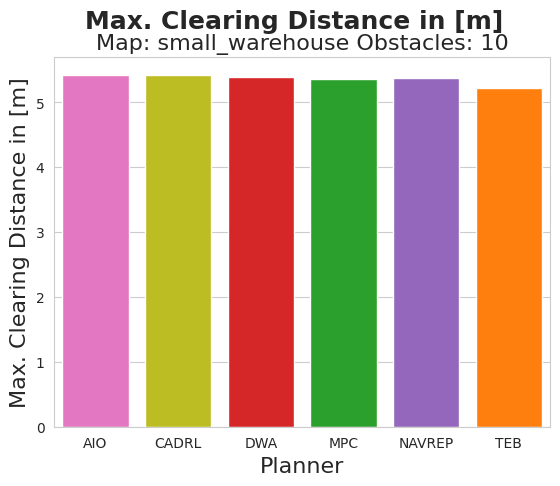 Max. Clearing Distance in [m]
Map: small_warehouse Obstacles: 10
Max. Clearing Distance in [m]
5
4
3
2
1
0
AIO CADRL DWA MPC NAVREP TEB
Planner